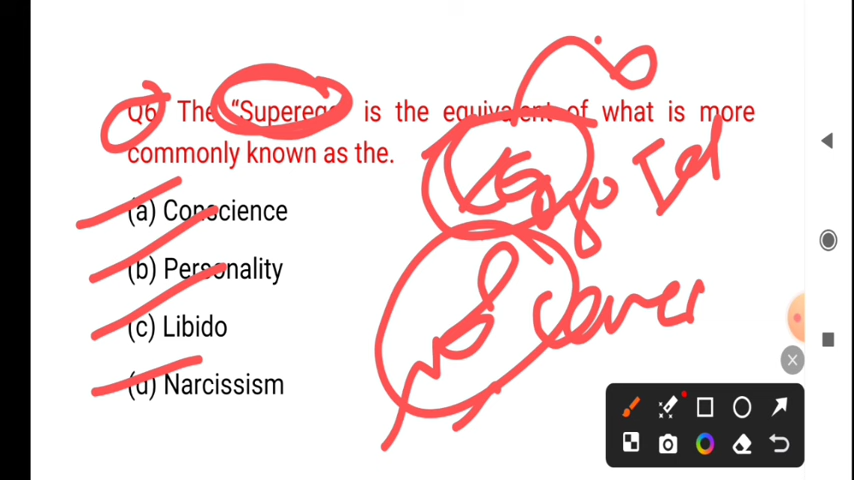 Q6. The “Superego” is the equivalent of what is more
commonly known as the.
(a) Conscience
(b) Personality
(c) Libido
(d) Narcissism
Ego Id